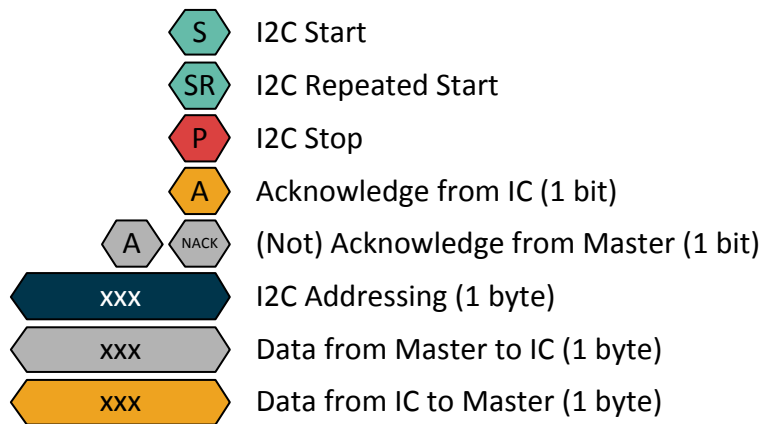 S I2C Start
SR I2C Repeated Start
P I2C Stop
A Acknowledge from IC (1 bit)
A NACK (Not) Acknowledge from Master (1 bit)
xxx I2C Addressing (1 byte)
xxx Data from Master to IC (1 byte)
xxx Data from IC to Master (1 byte)